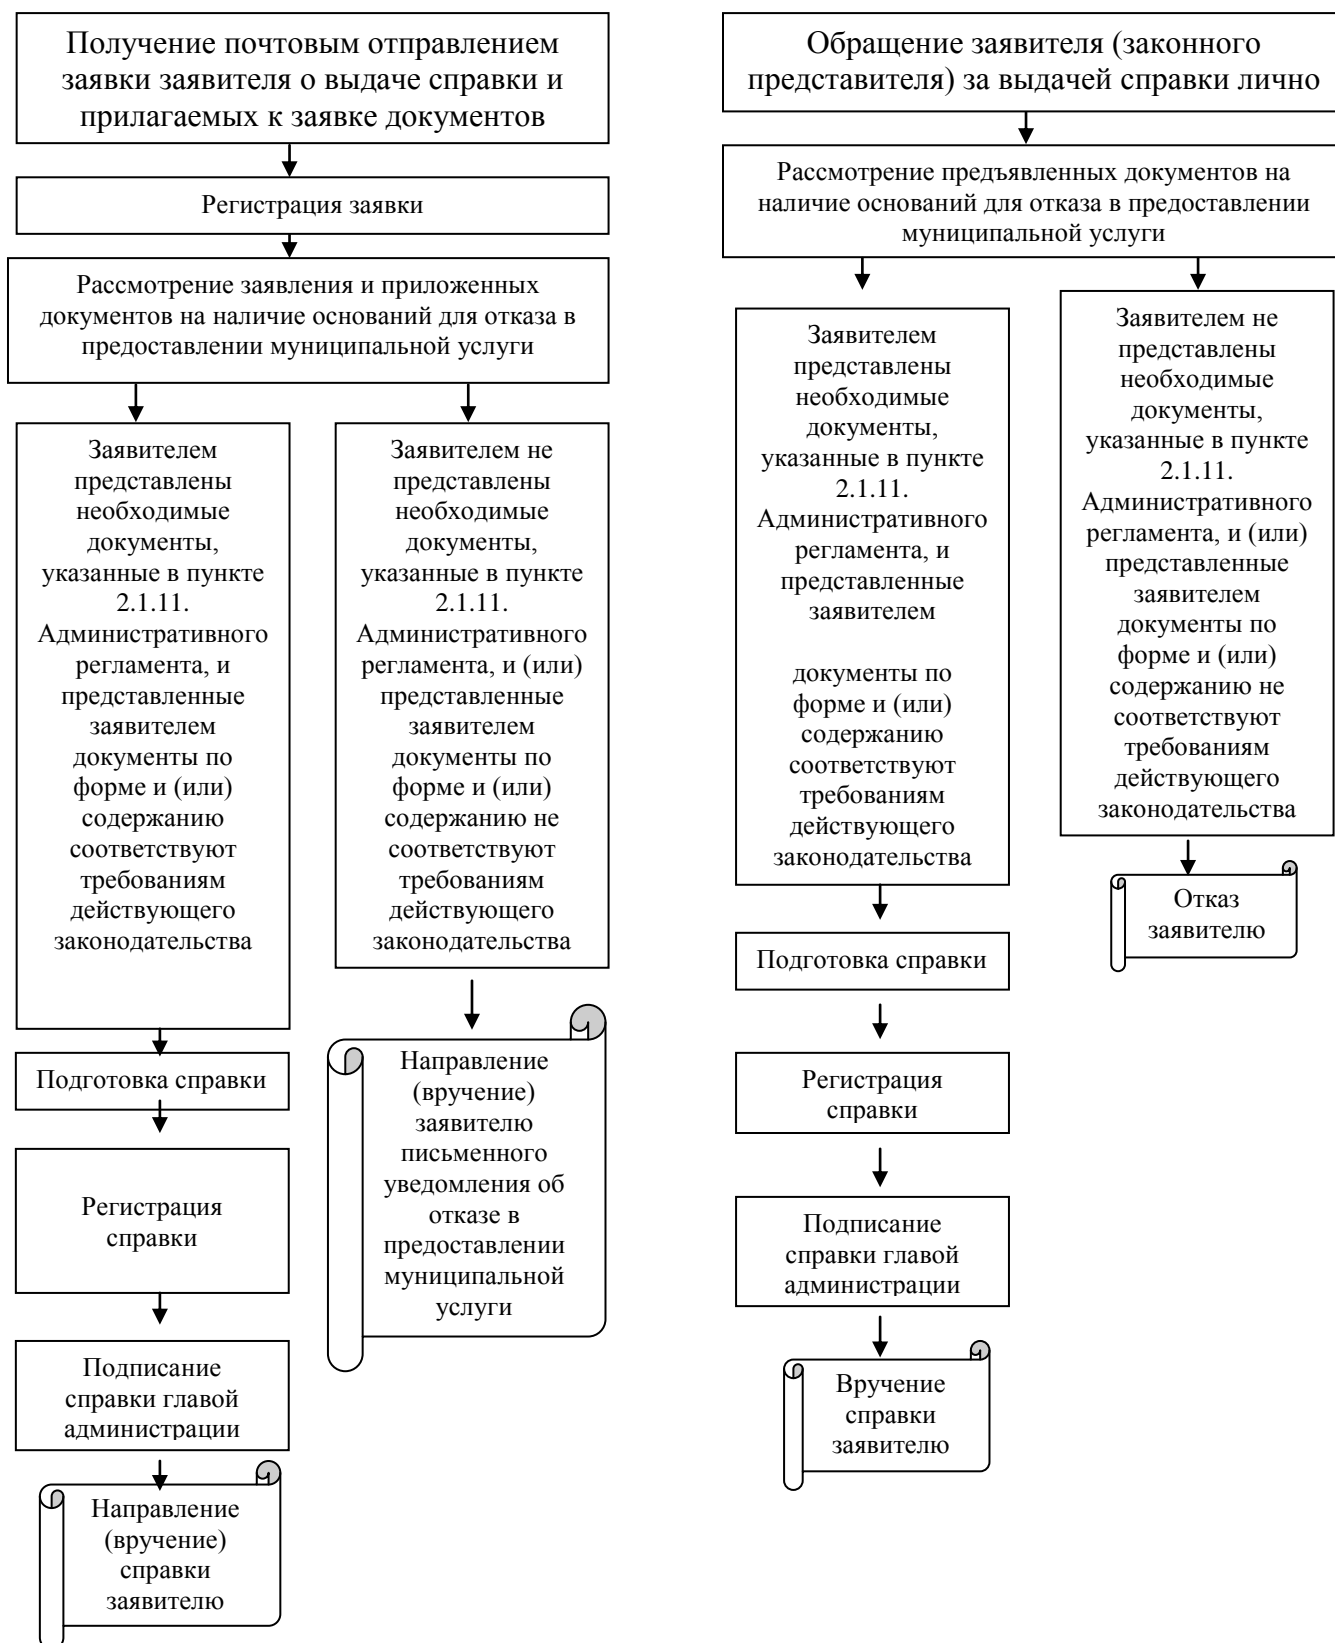 Получение почтовым отправлением
заявки заявителя о выдаче справки и
прилагаемых к заявке документов
Регистрация заявки
Рассмотрение заявления и приложенных
документов на наличие оснований для отказа в
предоставлении муниципальной услуги
Заявителем
представлены
необходимые
документы,
указанные в пункте
2.1.11.
Административного
регламента, и
представленные
заявителем
документы по
форме и (или)
содержанию
соответствуют
требованиям
действующего
законодательства
Заявителем не
представлены
необходимые
документы,
указанные в пункте
2.1.11.
Административного
регламента, и (или)
представленные
заявителем
документы по
форме и (или)
содержанию не
соответствуют
требованиям
действующего
законодательства
Подготовка справки
Регистрация
справки
Подписание
справки главой
администрации
Направление
(вручение)
справки
заявителю
Направление
(вручение)
заявителю
письменного
уведомления об
отказе в
предоставлении
муниципальной
услуги
Обращение заявителя (законного
представителя) за выдачей справки лично
Рассмотрение предъявленных документов на
наличие оснований для отказа в предоставлении
муниципальной услуги
Заявителем
представлены
необходимые
документы,
указанные в пункте
2.1.11.
Административного
регламента, и
представленные
заявителем
документы по
форме и (или)
содержанию
соответствуют
требованиям
действующего
законодательства
Заявителем не
представлены
необходимые
документы,
указанные в пункте
2.1.11.
Административного
регламента, и (или)
представленные
заявителем
документы по
форме и (или)
содержанию не
соответствуют
требованиям
действующего
законодательства
Отказ
заявителю
Подготовка справки
Регистрация
справки
Подписание
справки главой
администрации
Вручение
справки
заявителю